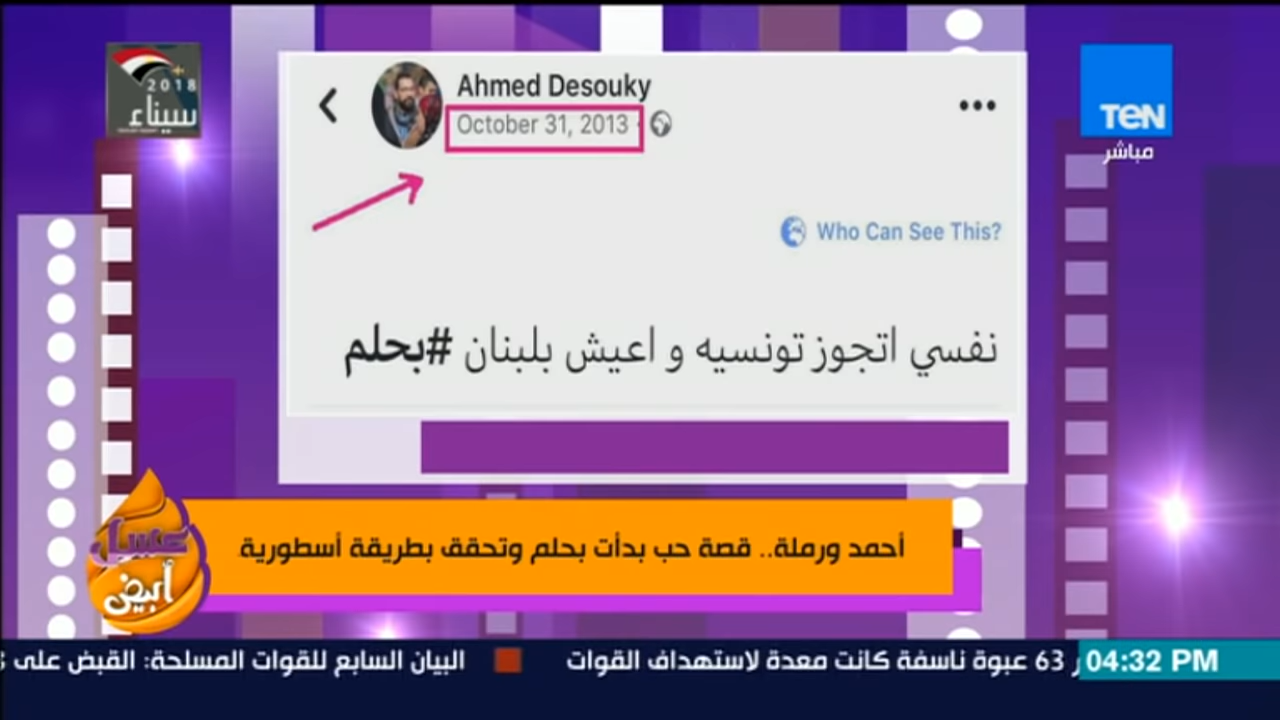 2018
سيناء
TEN
مباشر
Ahmed Desouky
October 31, 2013 ·
Who Can See This?
نفسي اتجوز تونسيه و اعيش بلبنان #بحلم
أحمد ورملة.. قصة حب بدأت بحلم وتحقق بطريقة أسطورية
عسل
أبيض
63 عبوة ناسفة كانت معدة لاستهداف القوات
البيان السابع للقوات المسلحة: القبض على
04:32 PM